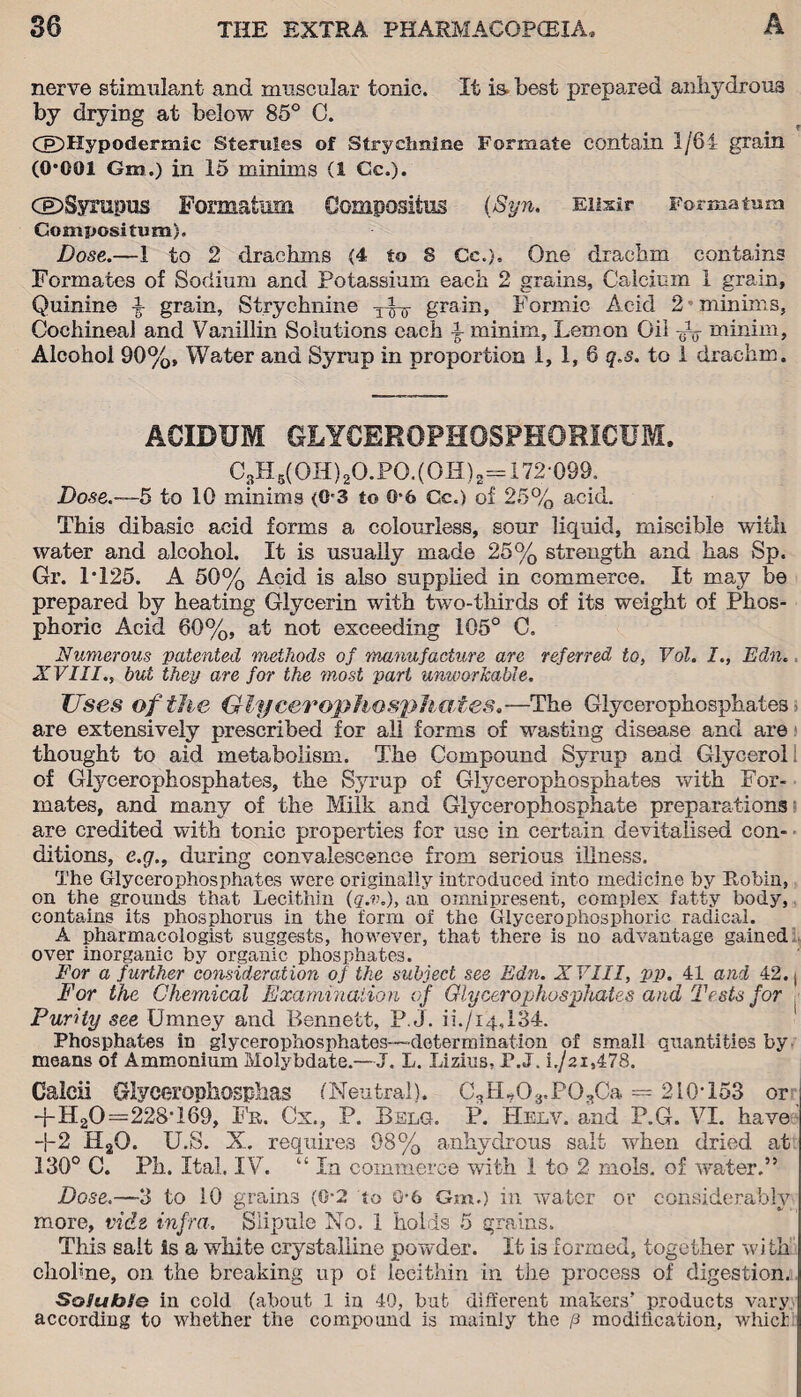 36 THE EXTRA PHARMACOPŒIA. A
nerve stimulant and muscular tonic. It is best prepared anhydrous
by drying at below 85° C.
(P)Hypodermic Sterules of Strychnine Formate contain 1/64 grain
(0·001 Gm.) in 15 minims (1 Cc.).
(P)Syrupus Formatum Compositus (Syn. Elixir Formatum
Compositum).
Dose.—1 to 2 drachms (4 to 8 Cc.). One drachm contains
Formates of Sodium and Potassium each 2 grains, Calcium 1 grain,
Quinine grain, Strychnine grain, Formic Acid 2 minims,
Cochineal and Vanillin Solutions each minim, Lemon Oil minim,
Alcohol 90%, Water and Syrup in proportion 1, 1, 6 q.s. to 1 drachm.
ACIDUM GLYCEROPHOSPHORICUM.
C₃H₅(OH)₂O.PO.(OH)₂=172·099.
Dose.—5 to 10 minims (0·3 to 0·6 Cc.) of 25% acid.
This dibasic acid forms a colourless, sour liquid, miscible with
water and alcohol. It is usually made 25% strength and has Sp.
Gr. 1·125. A 50% Acid is also supplied in commerce. It may be
prepared by heating Glycerin with two-thirds of its weight of Phos-
phoric Acid 60%, at not exceeding 105° C.
Numerous patented methods of manufacture are referred to, Vol. I., Edn.
XVIII., but they are for the most part unworkable.
Uses of the Glycerophosphates.—The Glycerophosphates
are extensively prescribed for all forms of wasting disease and are
thought to aid metabolism. The Compound Syrup and Glycerol
of Glycerophosphates, the Syrup of Glycerophosphates with For-
mates, and many of the Milk and Glycerophosphate preparations
are credited with tonic properties for use in certain devitalised con-
ditions, e.g., during convalescence from serious illness.
The Glycerophosphates were originally introduced into medicine by Robin,
on the grounds that Lecithin (q.v.), an omnipresent, complex fatty body,
contains its phosphorus in the form of the Glycerophosphoric radical.
A pharmacologist suggests, however, that there is no advantage gained
over inorganic by organic phosphates.
For a further consideration of the subject see Edn. XVIII, pp. 41 and 42.
For the Chemical Examination of Glycerophosphates and Tests for
Purity see Umney and Bennett, P.J. ii./14,134.
Phosphates in glycerophosphates—determination of small quantities by
means of Ammonium Molybdate.—J. L. Lizius, P.J. i./21,478.
Calcii Glycerophosphas (Neutral). C₃H₇O₃.PO₃Ca = 210·153 or
+H₂O=228·169, Fr. Cx., P. Belg. P. Helv. and P.G. VI. have
+2 H₂O. U.S. X. requires 98% anhydrous salt when dried at
130° C. Ph. Ital. IV. “ In commerce with 1 to 2 mols. of water.”
Dose.—3 to 10 grains (0·2 to 0·6 Gm.) in water or considerably
more, vide infra. Siipule No. 1 holds 5 grains.
This salt is a white crystalline powder. It is formed, together with
choline, on the breaking up of lecithin in the process of digestion.
Soluble in cold (about 1 in 40, but different makers’ products vary
according to whether the compound is mainly the β modification, which